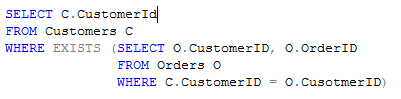 SELECT C.CustomerId
FROM Customers C
WHERE EXISTS (SELECT O.CustomerID, O.OrderID
FROM Orders O
WHERE C.CustomerID = O.CusotmerID)